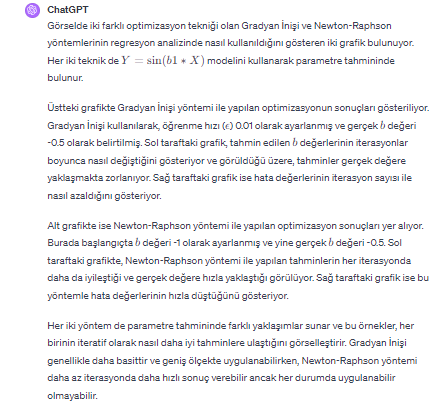 ChatGPT
Görselde iki farklı optimizasyon tekniği olan Gradyan İnişi ve Newton-Raphson
yöntemlerinin regresyon analizinde nasıl kullanıldığını gösteren iki grafik bulunuyor.
Her iki teknik de Y = sin(b1 * X) modelini kullanarak parametre tahmininde
bulunur.
Üstteki grafikte Gradyan İnişi yöntemi ile yapılan optimizasyonun sonuçları gösteriliyor.
Gradyan İnişi kullanılarak, öğrenme hızı (ϵ) 0.01 olarak ayarlanmış ve gerçek b değeri
-0.5 olarak belirtilmiş. Sol taraftaki grafik, tahmin edilen b değerlerinin iterasyonlar
boyunca nasıl değiştiğini gösteriyor ve görüldüğü üzere, tahminler gerçek değere
yaklaşmakta zorlanıyor. Sağ taraftaki grafik ise hata değerlerinin iterasyon sayısı ile
nasıl azaldığını gösteriyor.
Alt grafikte ise Newton-Raphson yöntemi ile yapılan optimizasyon sonuçları yer alıyor.
Burada başlangıçta b değeri -1 olarak ayarlanmış ve yine gerçek b değeri -0.5. Sol
taraftaki grafikte, Newton-Raphson yöntemi ile yapılan tahminlerin her iterasyonda
daha da iyileştiği ve gerçek değere hızla yaklaştığı görülüyor. Sağ taraftaki grafik ise bu
yöntemle hata değerlerinin hızla düştüğünü gösteriyor.
Her iki yöntem de parametre tahmininde farklı yaklaşımlar sunar ve bu örnekler, her
birinin iteratif olarak nasıl daha iyi tahminlere ulaştığını görselleştirir. Gradyan İnişi
genellikle daha basittir ve geniş ölçekte uygulanabilirken, Newton-Raphson yöntemi
daha az iterasyonda daha hızlı sonuç verebilir ancak her durumda uygulanabilir
olmayabilir.